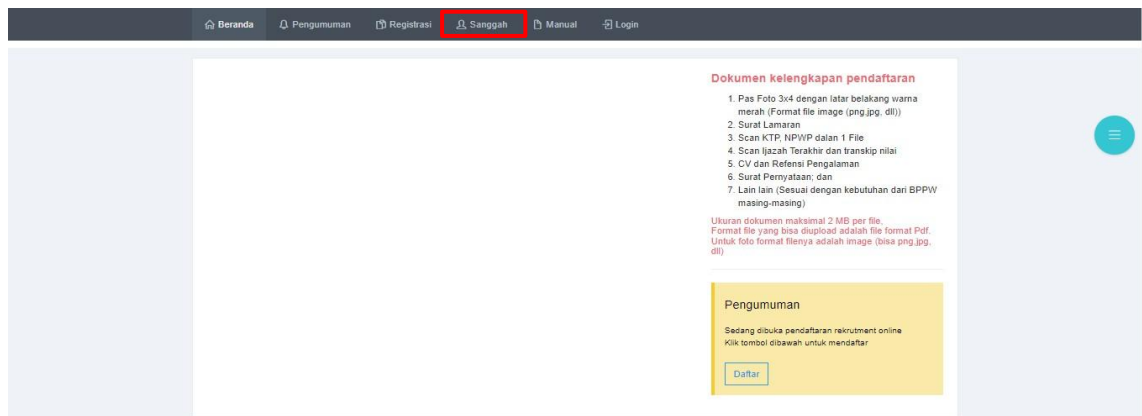 Beranda Pengumuman Registrasi Sanggah Manual Login
Dokumen kelengkapan pendaftaran
1. Pas Foto 3x4 dengan latar belakang warna
merah (Format file image (png,jpg, dll))
2. Surat Lamaran
3. Scan KTP, NPWP dalan 1 File
4. Scan Ijazah Terakhir dan transkip nilai
5. CV dan Refensi Pengalaman
6. Surat Pernyataan; dan
7. Lain lain (Sesuai dengan kebutuhan dari BPPW
masing-masing)
Ukuran dokumen maksimal 2 MB per file,
Format file yang bisa diupload adalah file format Pdf.
Untuk foto format filenya adalah image (bisa png,jpg,
dll)
Pengumuman
Sedang dibuka pendaftaran rekrutment online
Klik tombol dibawah untuk mendaftar
Daftar